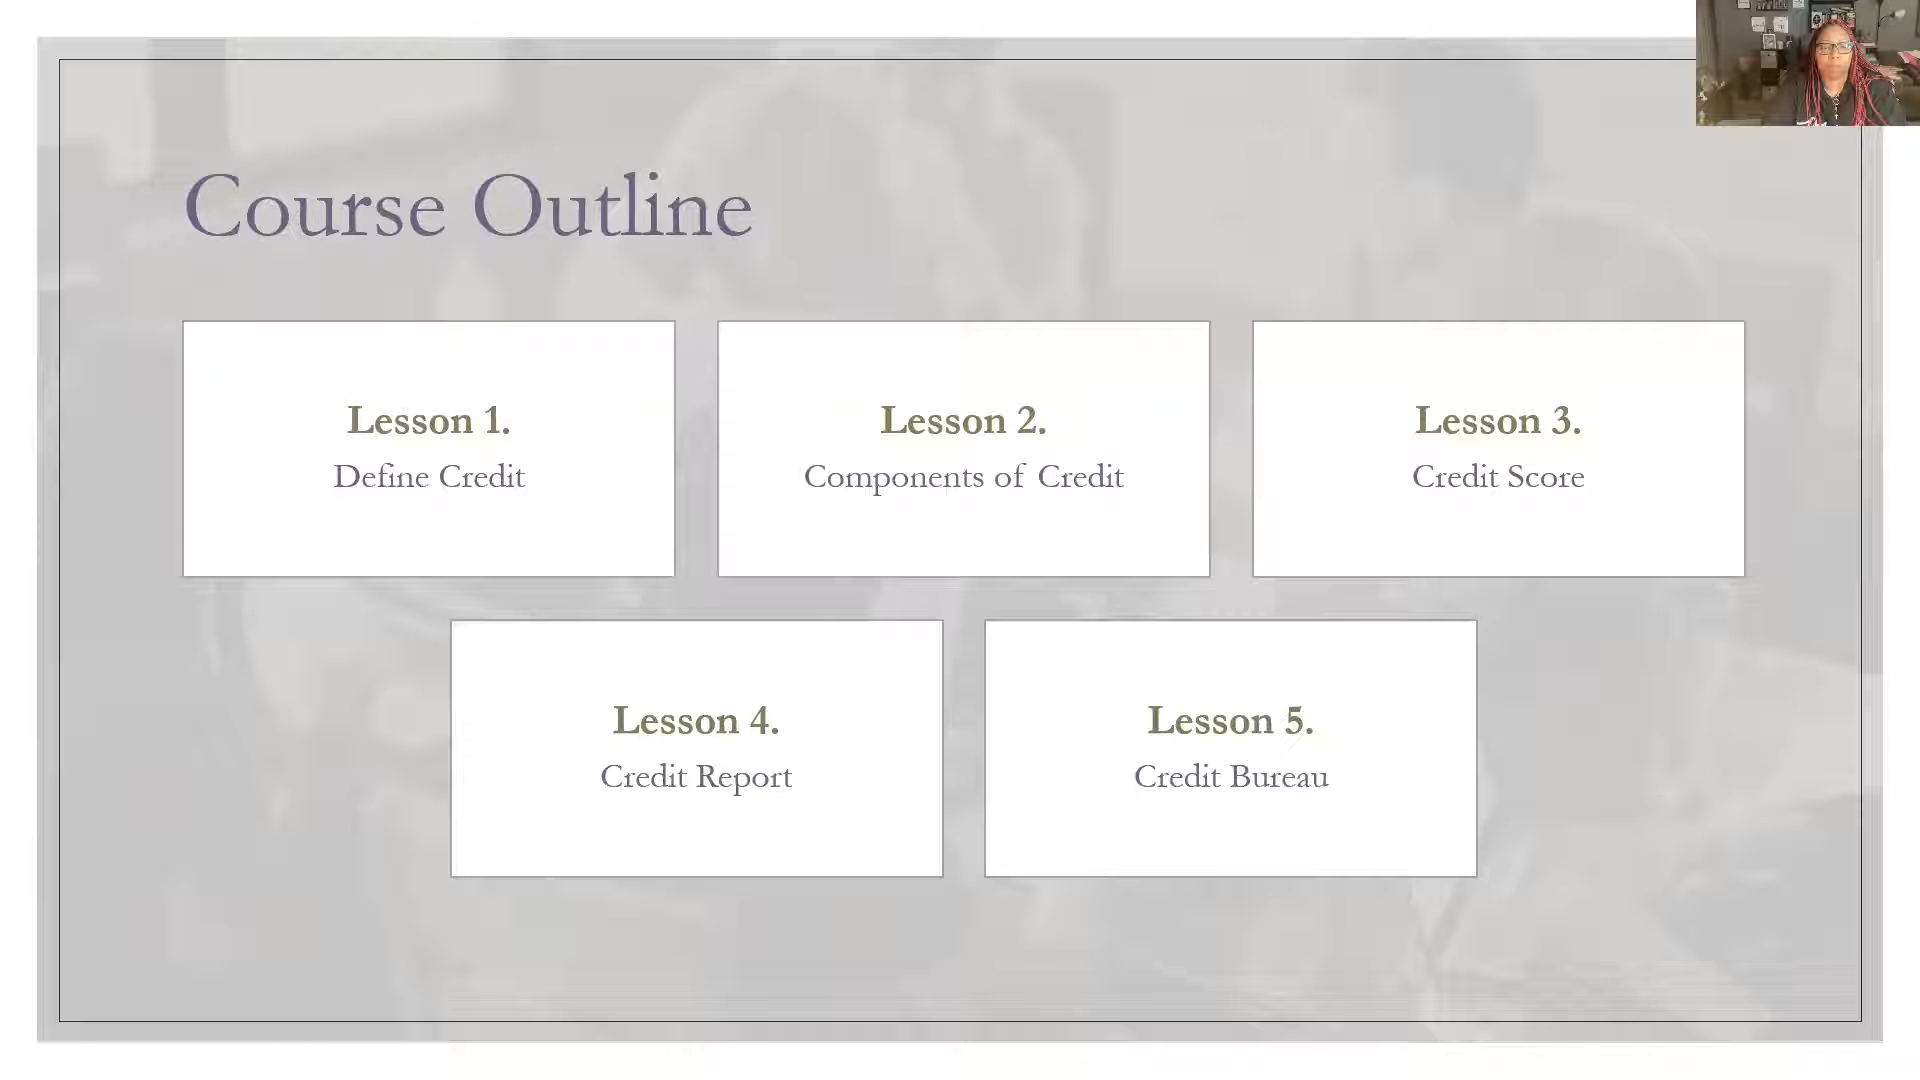 Course Outline
Lesson 1.
Define Credit
Lesson 2.
Components of Credit
Lesson 3.
Credit Score
Lesson 4.
Credit Report
Lesson 5.
Credit Bureau